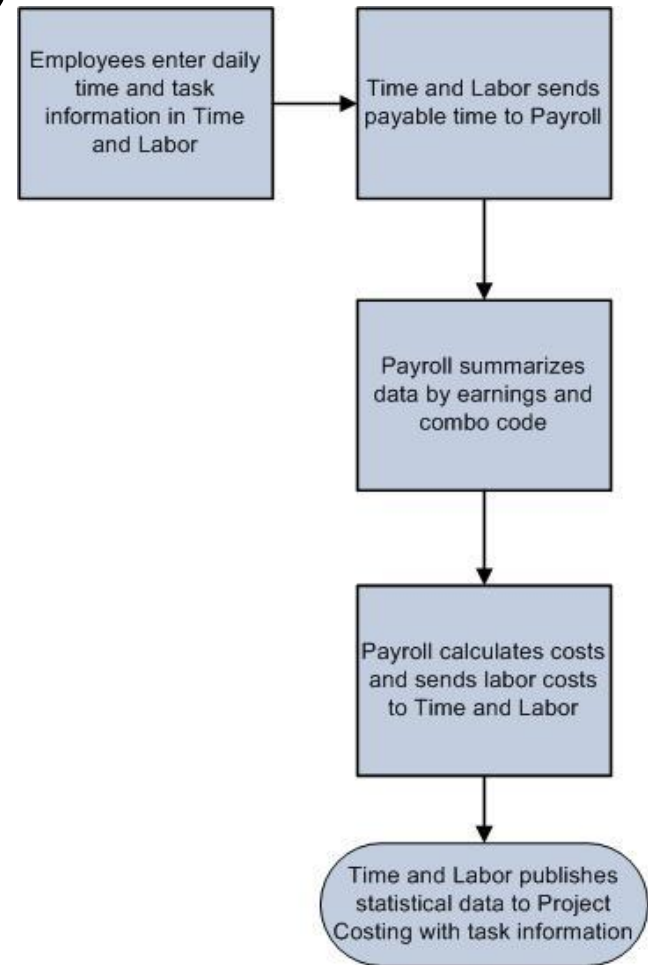 Employees enter daily
time and task
information in Time
and Labor
Time and Labor sends
payable time to Payroll
Payroll summarizes
data by earnings and
combo code
Payroll calculates costs
and sends labor costs
to Time and Labor
Time and Labor publishes
statistical data to Project
Costing with task information